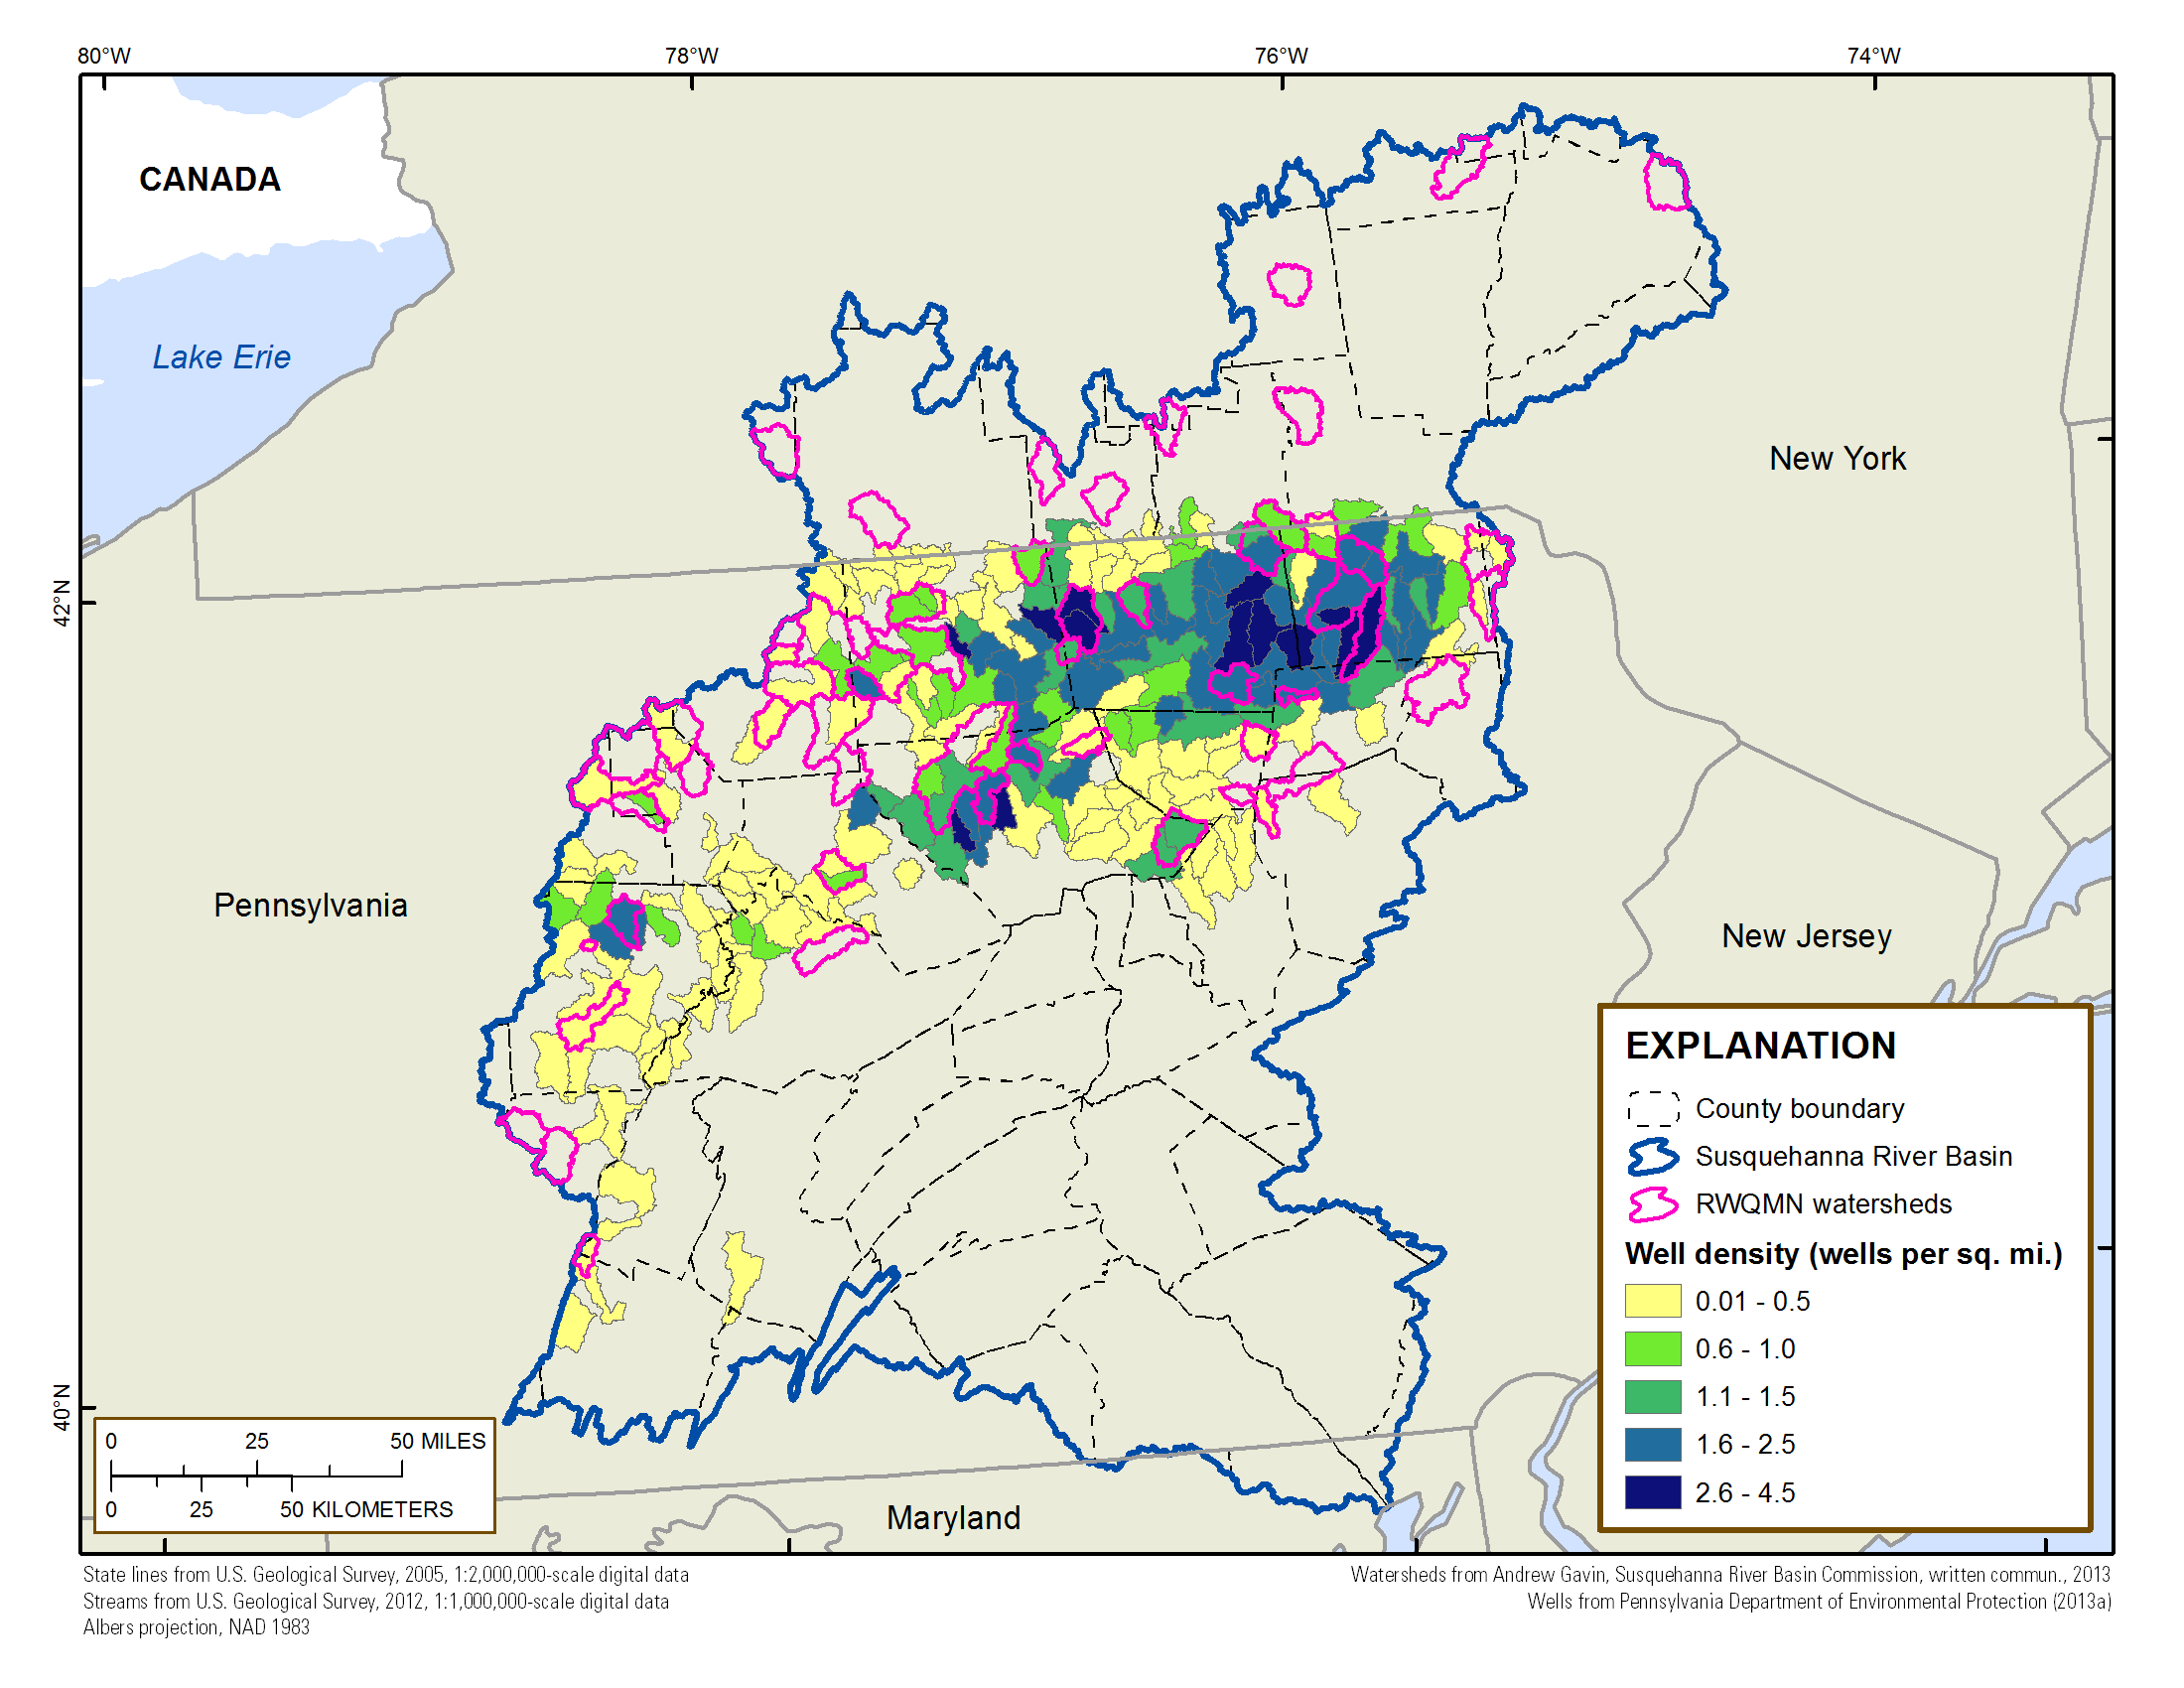 80°W
78°W
76°W
74°W
CANADA
Lake Erie
New York
42°N
Pennsylvania
New Jersey
EXPLANATION
County boundary
Susquehanna River Basin
RWQMN watersheds
Well density (wells per sq. mi.)
0.01 - 0.5
0.6 - 1.0
1.1 - 1.5
1.6 - 2.5
2.6 - 4.5
40°N
0 25 50 MILES
0 25 50 KILOMETERS
Maryland
State lines from U.S. Geological Survey, 2005, 1:2,000,000-scale digital data
Streams from U.S. Geological Survey, 2012, 1:1,000,000-scale digital data
Albers projection, NAD 1983
Watersheds from Andrew Gavin, Susquehanna River Basin Commission, written commun., 2013
Wells from Pennsylvania Department of Environmental Protection (2013a)